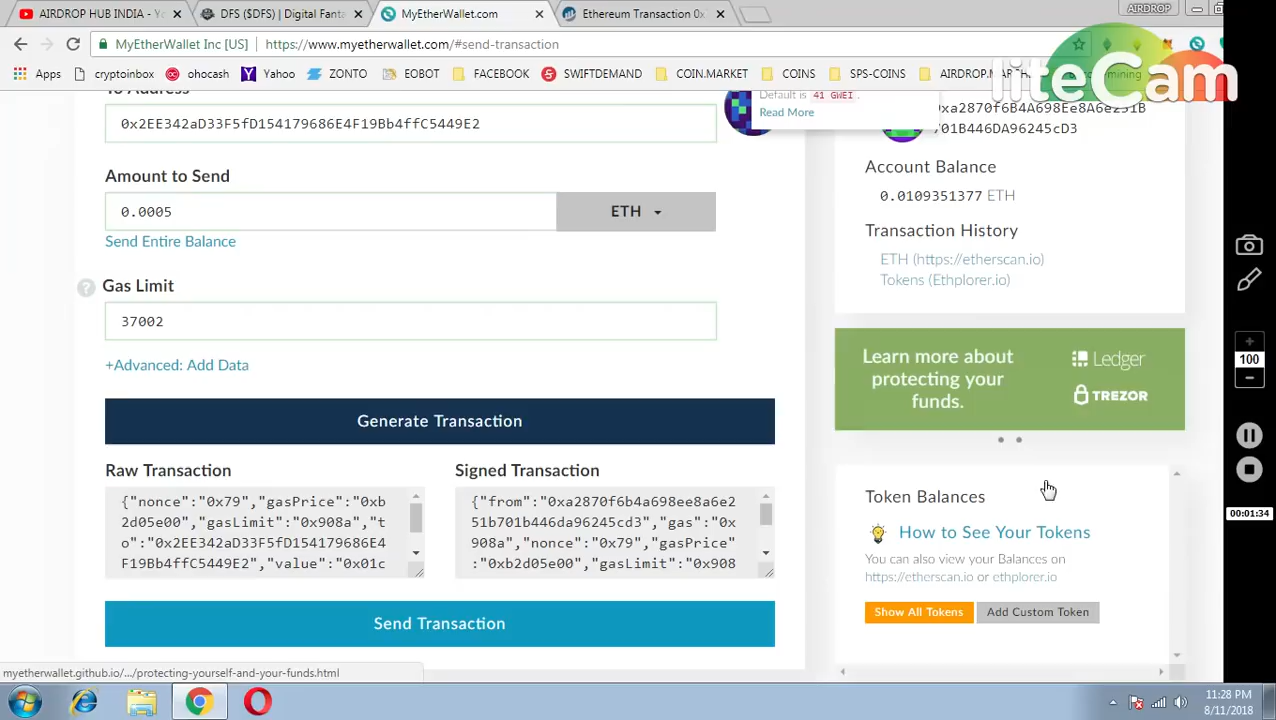 AIRDROP HUB INDIA - Yo
DFS ($DFS) | Digital Fan
MyEtherWallet.com
Ethereum Transaction
AIRDROP
MyEtherWallet Inc [US]
https://www.myetherwallet.com/#send-transaction
Apps
cryptoinbox
ohocash
Yahoo
ZONTO
EOBOT
FACEBOOK
SWIFTDEMAND
COIN.MARKET
COINS
SPS-COINS
mining
liteCam
To Address
0x2EE342aD33F5fD154179686E4F19Bb4ffC5449E2
Amount to Send
0.0005
ETH
Send Entire Balance
Gas Limit
37002
+Advanced: Add Data
Generate Transaction
Raw Transaction
{"nonce":"0x79","gasPrice":"0xb
2d05e00","gasLimit":"0x908a","t
o":"0x2EE342aD33F5fD154179686E4
F19Bb4ffC5449E2","value":"0x01c
Signed Transaction
{"from":"0xa2870f6b4a698ee8a6e2
51b701b446da96245cd3","gas":"0x
908a","nonce":"0x79","gasPrice"
:"0xb2d05e00","gasLimit":"0x908
Send Transaction
Default is 41 GWEI.
Read More
701B446DA96245cD3
Account Balance
0.0109351377 ETH
Transaction History
ETH (https://etherscan.io)
Tokens (Ethplorer.io)
Learn more about
protecting your
funds.
Ledger
TREZOR
Token Balances
How to See Your Tokens
You can also view your Balances on
https://etherscan.io or ethplorer.io
Show All Tokens
Add Custom Token
100
00:01:34
myetherwallet.github.io/.../protecting-yourself-and-your-funds.html
11:28 PM
8/11/2018